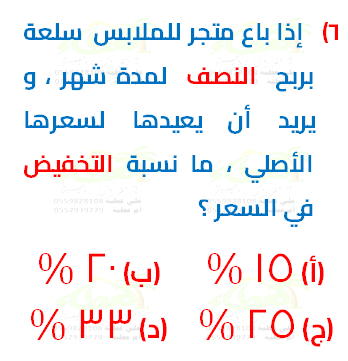 ٦) إذا باع متجر للملابس سلعة
بربح النصف لمدة شهر ، و
يريد أن يعيدها لسعرها
الأصلي ، ما نسبة التخفيض
في السعر ؟
(أ) ١٥ % (ب) ٢٠ %
(ج) ٢٥ % (د) ٣٣ %